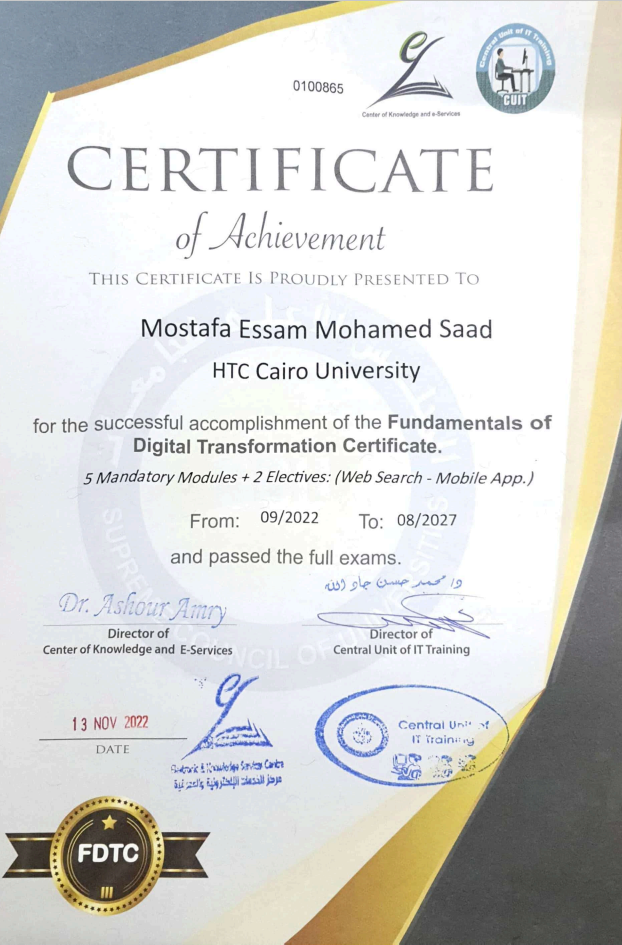 0100865
Center of Knowledge and e-Services
Central Unit of IT Training
CUIT
CERTIFICATE
of Achievement
THIS CERTIFICATE IS PROUDLY PRESENTED TO
Mostafa Essam Mohamed Saad
HTC Cairo University
for the successful accomplishment of the Fundamentals of
Digital Transformation Certificate.
5 Mandatory Modules + 2 Electives: (Web Search - Mobile App.)
From: 09/2022 To: 08/2027
and passed the full exams.
SUPREME COUNCIL OF UNIVERSITIES
Dr. Ashour Amry
محمد حسن جاد الله
Director of
Center of Knowledge and E-Services
Director of
Central Unit of IT Training
13 NOV 2022
DATE
Electronic & Knowledge Services Centre
مركز الخدمات الإلكترونية والمعرفية
Central Unit of
IT Training
FDTC